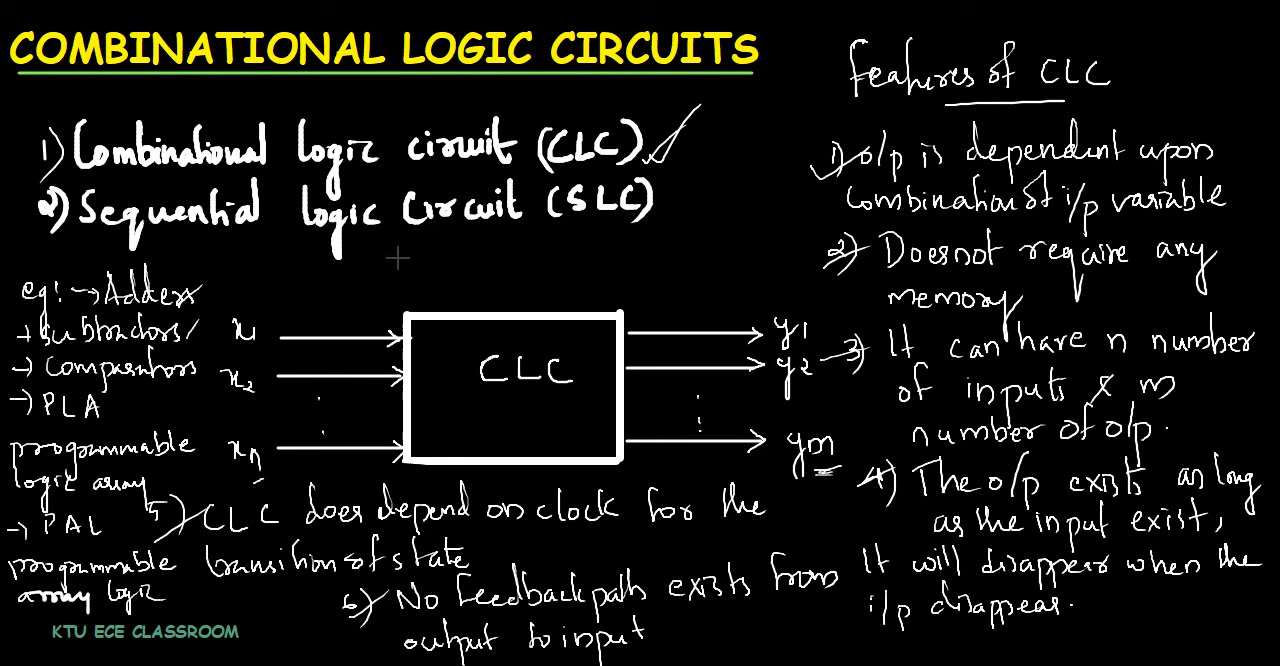 COMBINATIONAL LOGIC CIRCUITS
1) Combinational logic circuit (CLC)
2) Sequential logic circuit (SLC)
eg: → Adders
→ subtractors
→ Comparators
→ PLA
programmable
logic array
→ PAL
programmable
array logic
x1
x2
xn
CLC
y1
y2
ym
Features of CLC
1) o/p is dependent upon
combination of i/p variable
2) Does not require any
memory
3) It can have n number
of inputs & m
number of o/p.
4) The o/p exists as long
as the input exist,
It will disappear when the
i/p disappear.
5) CLC does depend on clock for the
transition of state
6) No feedback path exists from
output to input
KTU ECE CLASSROOM